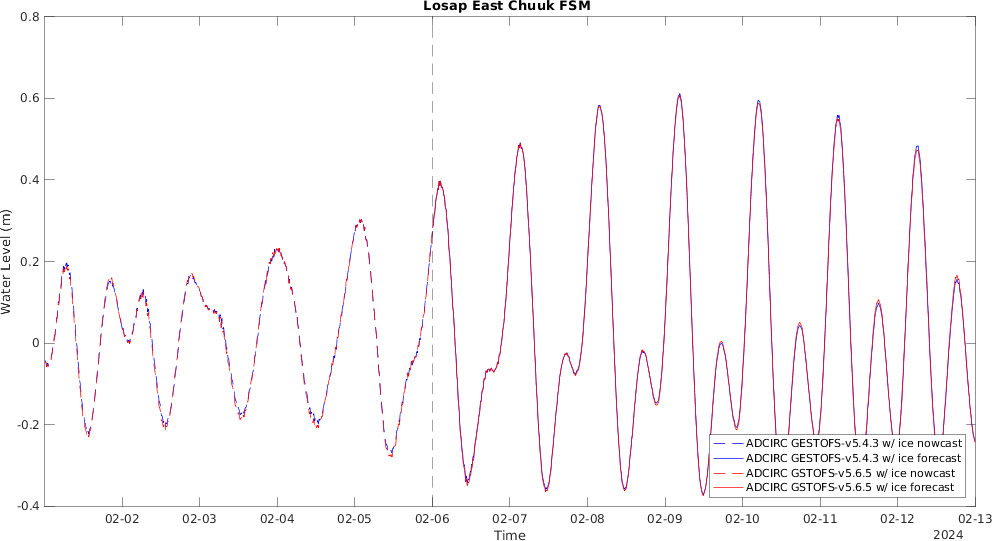 Losap East Chuuk FSM
0.8
0.6
0.4
0.2
0
-0.2
-0.4
Water Level (m)
ADCIRC GESTOFS-v5.4.3 w/ ice nowcast
ADCIRC GESTOFS-v5.4.3 w/ ice forecast
ADCIRC GSTOFS-v5.6.5 w/ ice nowcast
ADCIRC GSTOFS-v5.6.5 w/ ice forecast
02-02 02-03 02-04 02-05 02-06 02-07 02-08 02-09 02-10 02-11 02-12 02-13
Time 2024